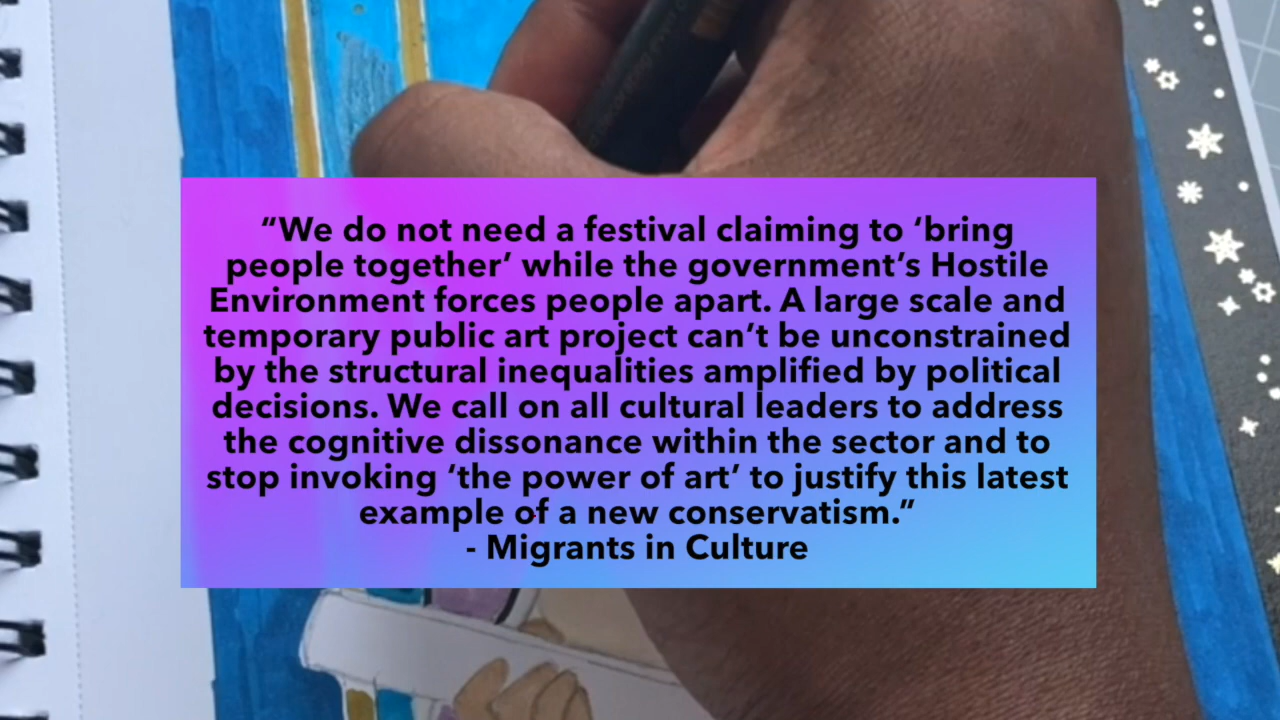 “We do not need a festival claiming to ‘bring
people together’ while the government’s Hostile
Environment forces people apart. A large scale and
temporary public art project can’t be unconstrained
by the structural inequalities amplified by political
decisions. We call on all cultural leaders to address
the cognitive dissonance within the sector and to
stop invoking ‘the power of art’ to justify this latest
example of a new conservatism.”
- Migrants in Culture